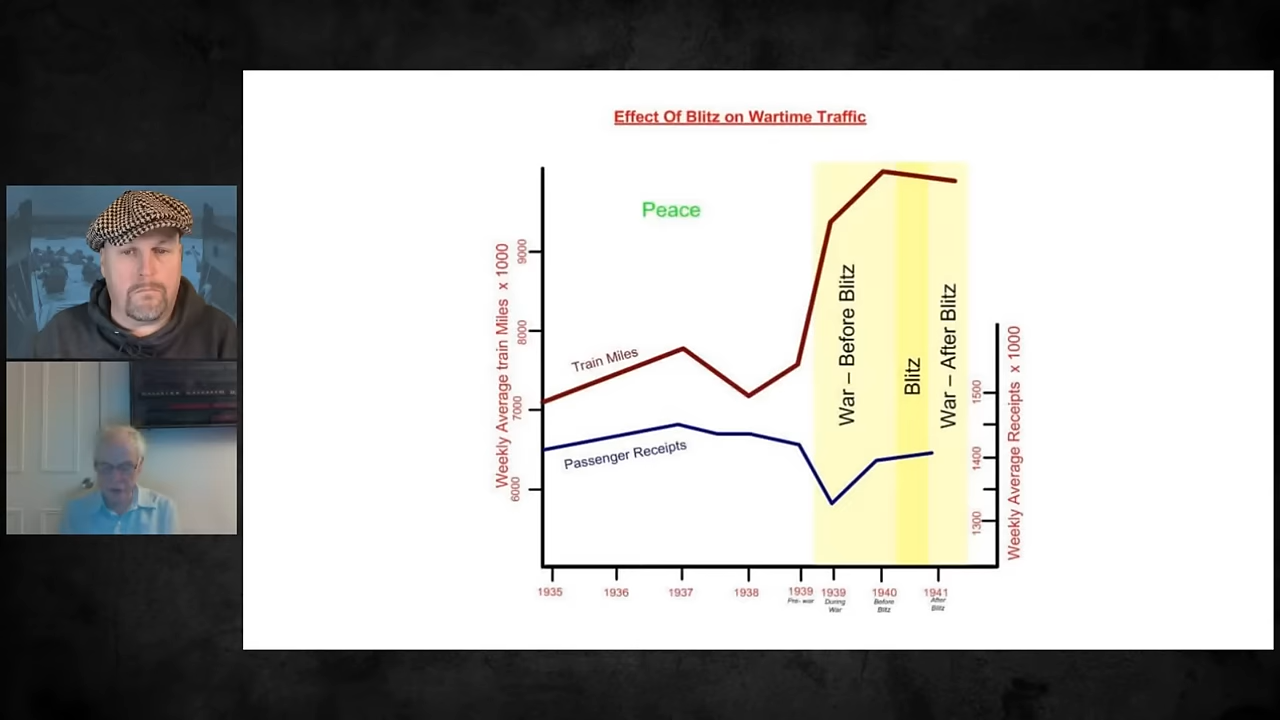 Effect Of Blitz on Wartime Traffic
Peace
Weekly Average train Miles x 1000
9000
8000
7000
6000
Train Miles
Passenger Receipts
War – Before Blitz
Blitz
War – After Blitz
1500
1400
1300
Weekly Average Receipts x 1000
1935
1936
1937
1938
1939
Pre- war
1939
During
War
1940
Before
Blitz
1941
After
Blitz